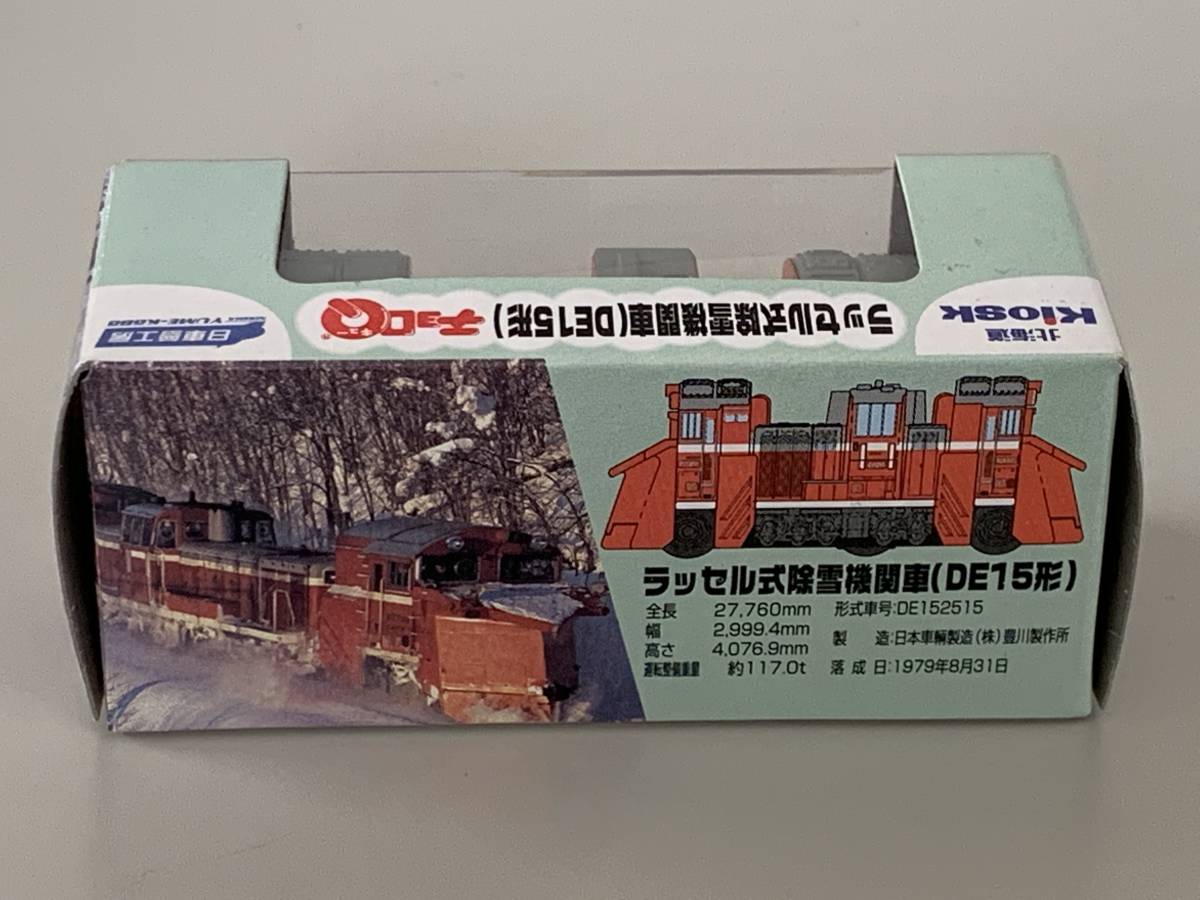 北海道
Kiosk
ラッセル式除雪機関車(DE15形)
チョロQ
キュー
日車夢工房
ラッセル式除雪機関車(DE15形)
全長 27,760mm
幅 2,999.4mm
高さ 4,076.9mm
運転整備重量 約117.0t
形式車号:DE152515
製 造:日本車輌製造(株)豊川製作所
落成日:1979年8月31日